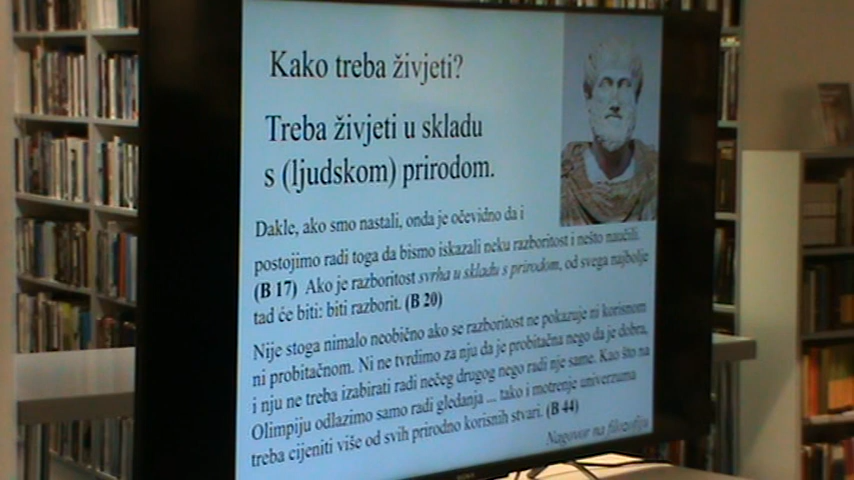 Kako treba živjeti?
Treba živjeti u skladu
s (ljudskom) prirodom.
Dakle, ako smo nastali, onda je očevidno da i
postojimo radi toga da bismo iskazali neku razboritost i nešto naučili.
(B 17) Ako je razboritost svrha u skladu s prirodom, od svega najbolje
tad će biti: biti razborit. (B 20)
Nije stoga nimalo neobično ako se razboritost ne pokazuje ni korisnom
ni probitačnom. Ni ne tvrdimo za nju da je probitačna nego da je dobra,
i nju ne treba izabirati radi nečeg drugog nego radi nje same. Kao što na
Olimpiju odlazimo samo radi gledanja ... tako i motrenje univerzuma
treba cijeniti više od svih prirodno korisnih stvari. (B 44)
Nagovor na filozofiju